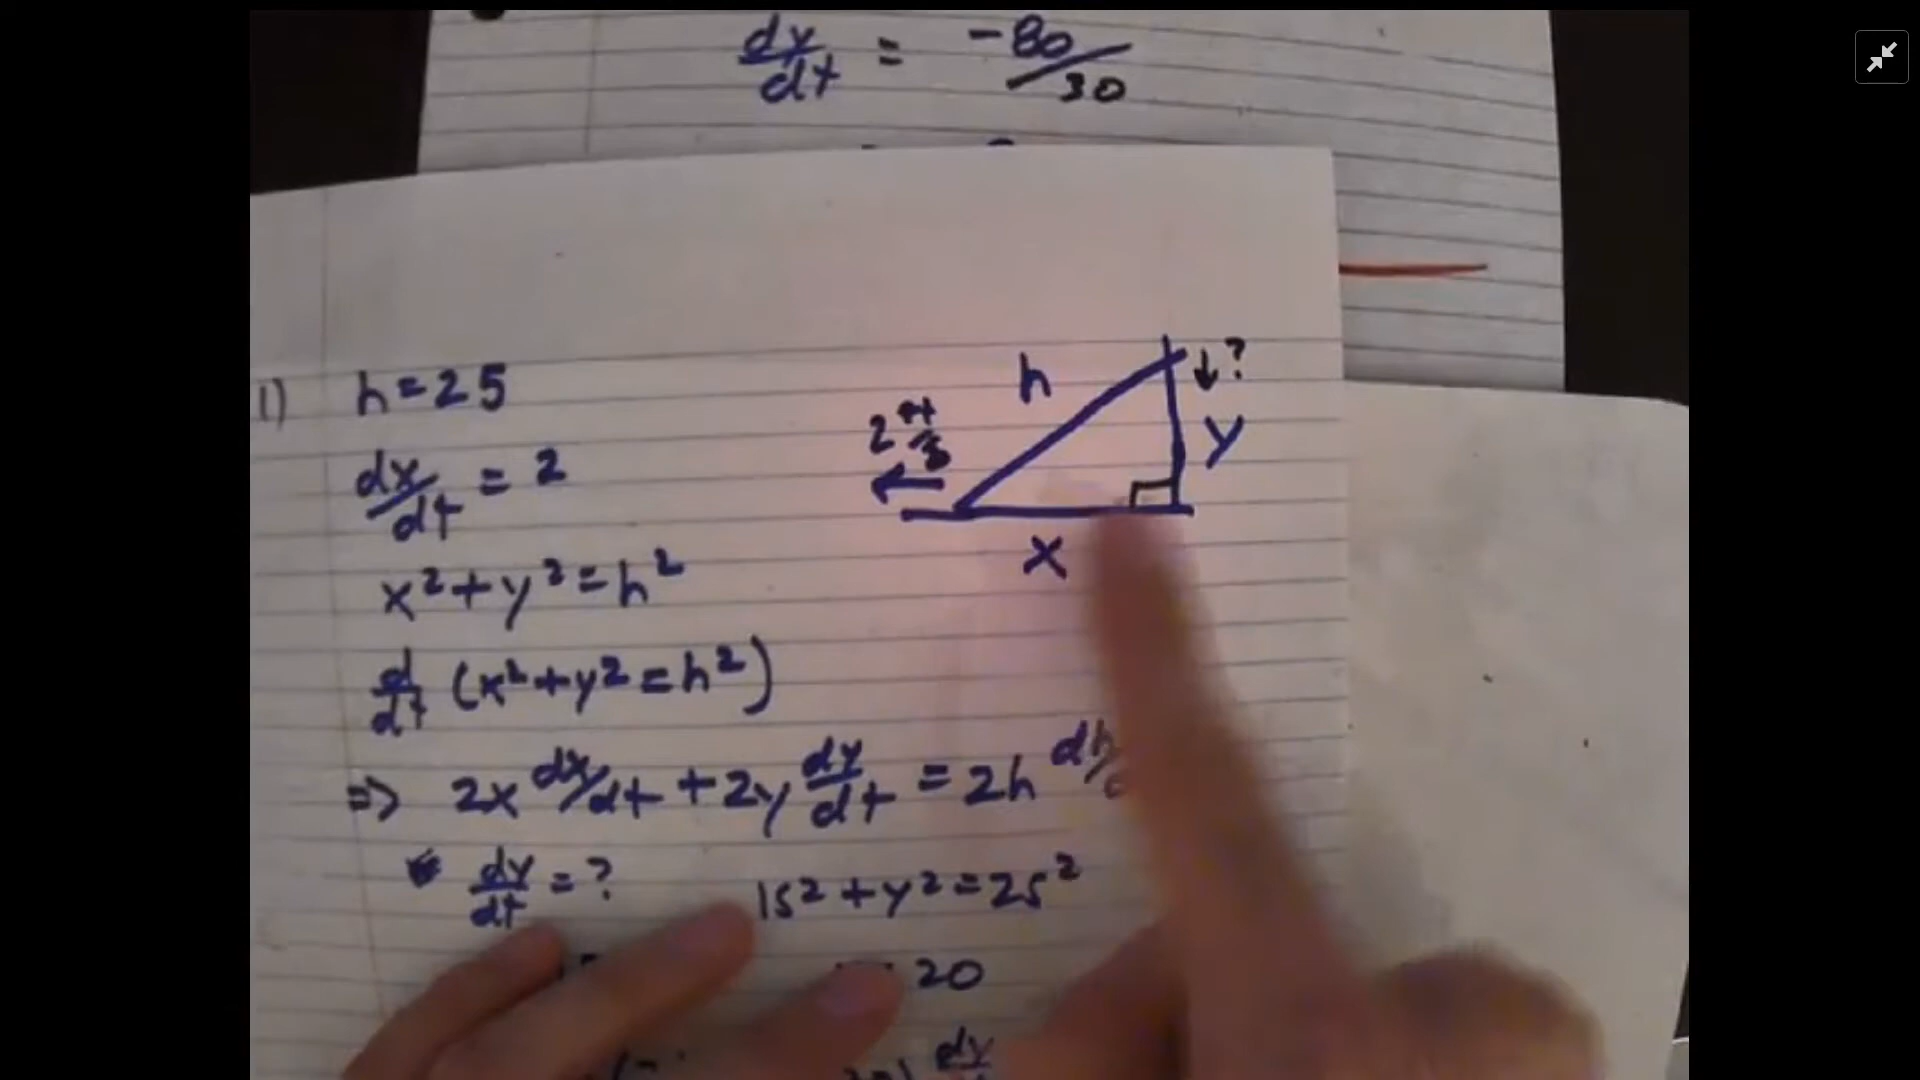 dy/dt = -80/30
h
↓?
1) h=25
2 ft/s
y
dx/dt = 2
x
x²+y²=h²
d/dt (x²+y²=h²)
=> 2x dx/dt + 2y dy/dt = 2h dh/
dy/dt = ? 15²+y²=25²
20
dy